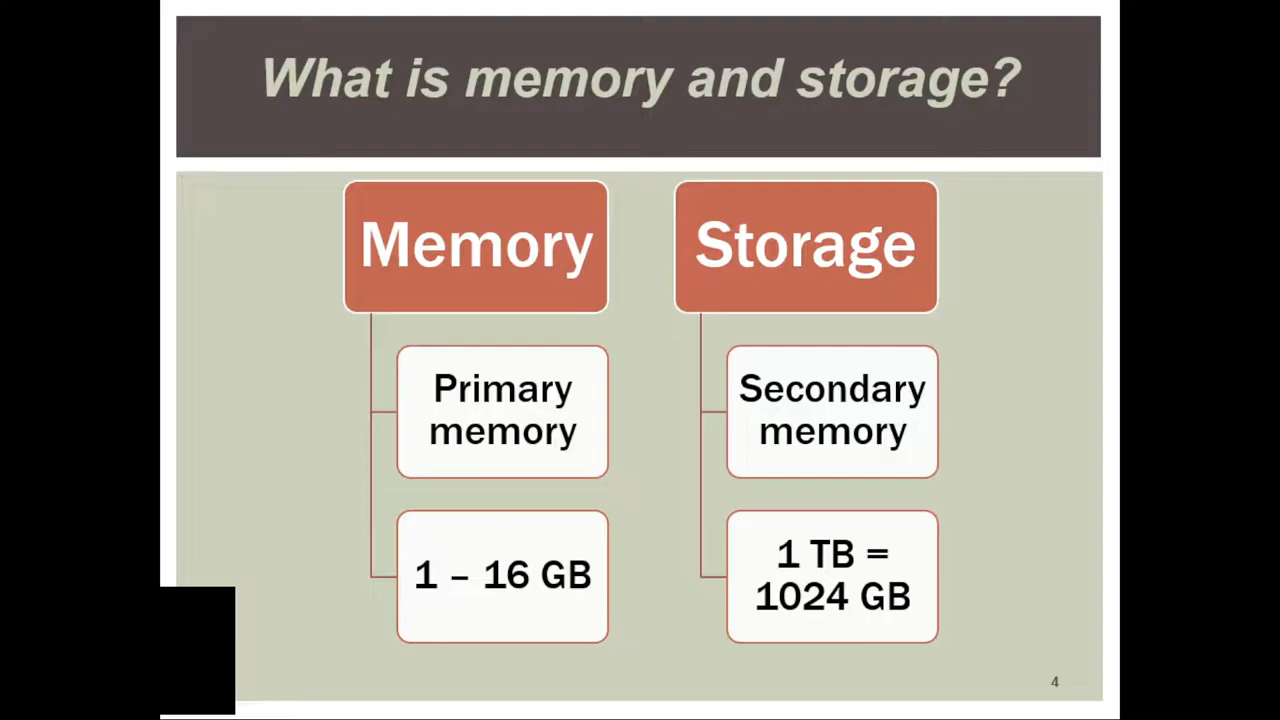 What is memory and storage?
Memory
Primary
memory
1 – 16 GB
Storage
Secondary
memory
1 TB =
1024 GB
4